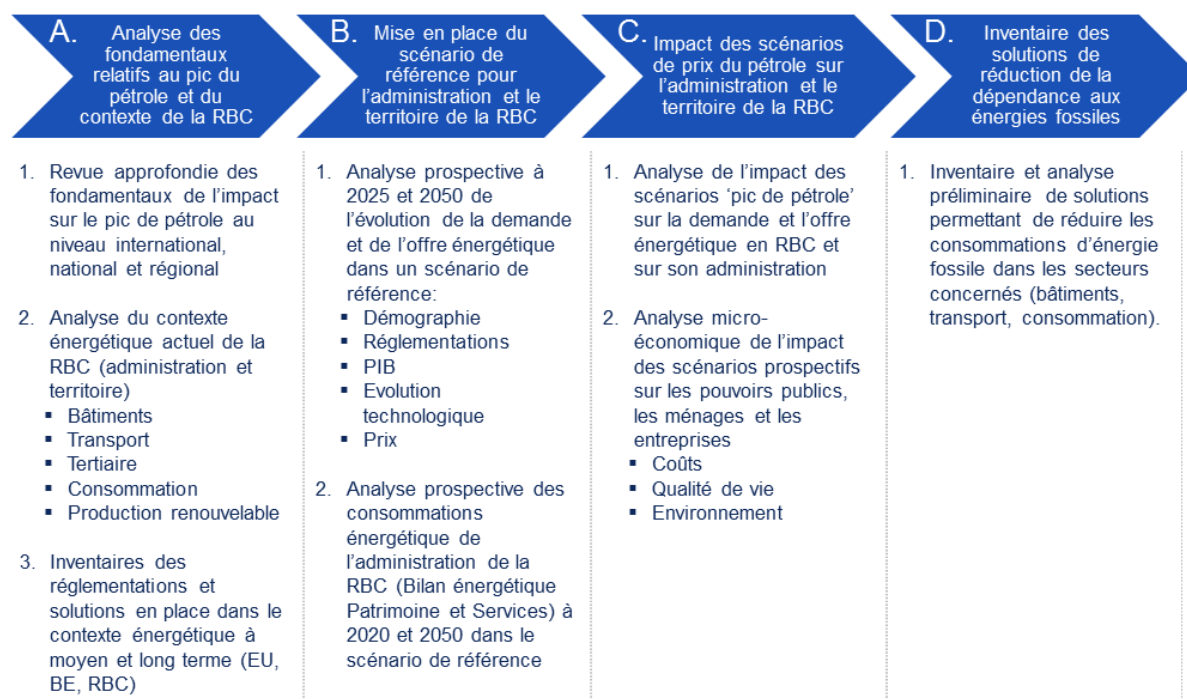 A.
Analyse des
fondamentaux
relatifs au pic du
pétrole et du
contexte de la RBC
B.
Mise en place du
scénario de
référence pour
l’administration et le
territoire de la RBC
C.
Impact des scénarios
de prix du pétrole sur
l’administration et le
territoire de la RBC
D.
Inventaire des
solutions de
réduction de la
dépendance aux
énergies fossiles
1. Revue approfondie des
fondamentaux de l’impact
sur le pic de pétrole au
niveau international,
national et régional
2. Analyse du contexte
énergétique actuel de la
RBC (administration et
territoire)
▪ Bâtiments
▪ Transport
▪ Tertiaire
▪ Consommation
▪ Production renouvelable
3. Inventaires des
réglementations et
solutions en place dans le
contexte énergétique à
moyen et long terme (EU,
BE, RBC)
1. Analyse prospective à
2025 et 2050 de
l’évolution de la demande
et de l’offre énergétique
dans un scénario de
référence:
▪ Démographie
▪ Réglementations
▪ PIB
▪ Evolution
technologique
▪ Prix
2. Analyse prospective des
consommations
énergétique de
l’administration de la
RBC (Bilan énergétique
Patrimoine et Services) à
2020 et 2050 dans le
scénario de référence
1. Analyse de l’impact des
scénarios ‘pic de pétrole’
sur la demande et l’offre
énergétique en RBC et
sur son administration
2. Analyse micro-
économique de l’impact
des scénarios prospectifs
sur les pouvoirs publics,
les ménages et les
entreprises
▪ Coûts
▪ Qualité de vie
▪ Environnement
1. Inventaire et analyse
préliminaire de solutions
permettant de réduire les
consommations d’énergie
fossile dans les secteurs
concernés (bâtiments,
transport, consommation).